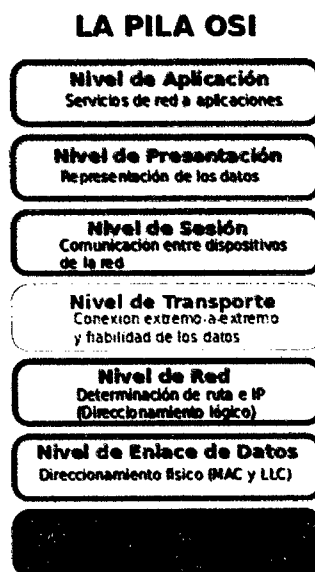 LA PILA OSI
Nivel de Aplicación
Servicios de red a aplicaciones
Nivel de Presentación
Representación de los datos
Nivel de Sesión
Comunicación entre dispositivos
de la red
Nivel de Transporte
Conexión extremo-a-extremo
y fiabilidad de los datos
Nivel de Red
Determinación de ruta e IP
(Direccionamiento lógico)
Nivel de Enlace de Datos
Direccionamiento físico (MAC y LLC)